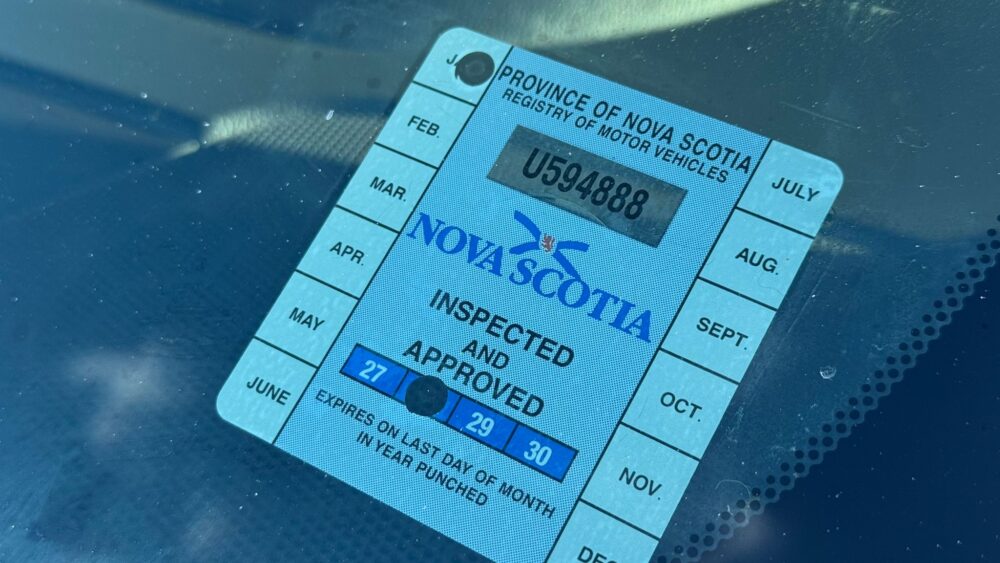 PROVINCE OF NOVA SCOTIA
REGISTRY OF MOTOR VEHICLES
U594888
NOVA SCOTIA
INSPECTED
AND
APPROVED
27 29 30
EXPIRES ON LAST DAY OF MONTH
IN YEAR PUNCHED
FEB.
MAR.
APR.
MAY
JUNE
JULY
AUG.
SEPT.
OCT.
NOV.